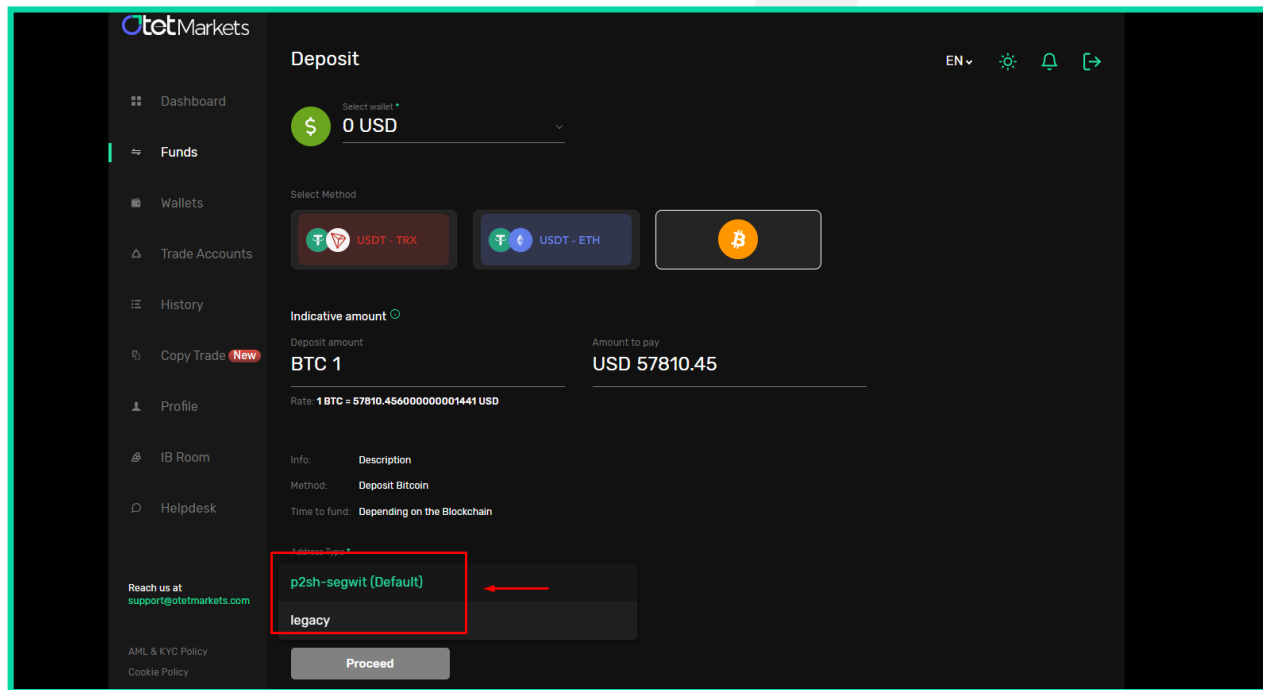 OtetMarkets
Deposit
EN
Dashboard
Select wallet *
0 USD
Funds
Select Method
Wallets
USDT - TRX
USDT - ETH
Trade Accounts
History
Indicative amount
Deposit amount
Amount to pay
Copy Trade New
BTC 1
USD 57810.45
Rate: 1 BTC = 57810.456000000001441 USD
Profile
IB Room
Info: Description
Method: Deposit Bitcoin
Helpdesk
Time to fund: Depending on the Blockchain
Address Type *
p2sh-segwit (Default)
Reach us at
support@otetmarkets.com
legacy
AML & KYC Policy
Proceed
Cookie Policy